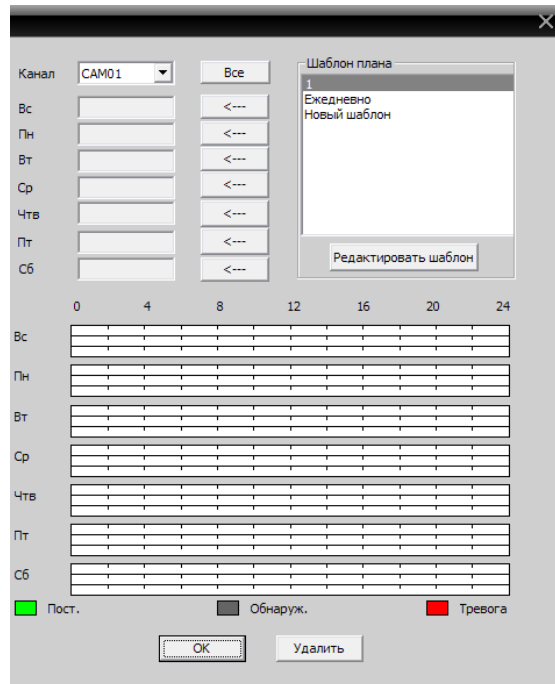 Канал CAM01 Все Шаблон плана
1
Ежедневно
Новый шаблон
Вс <---
Пн <---
Вт <---
Ср <---
Чтв <---
Пт <---
Сб <---
Редактировать шаблон
0 4 8 12 16 20 24
Вс
Пн
Вт
Ср
Чтв
Пт
Сб
Пост. Обнаруж. Тревога
OK Удалить